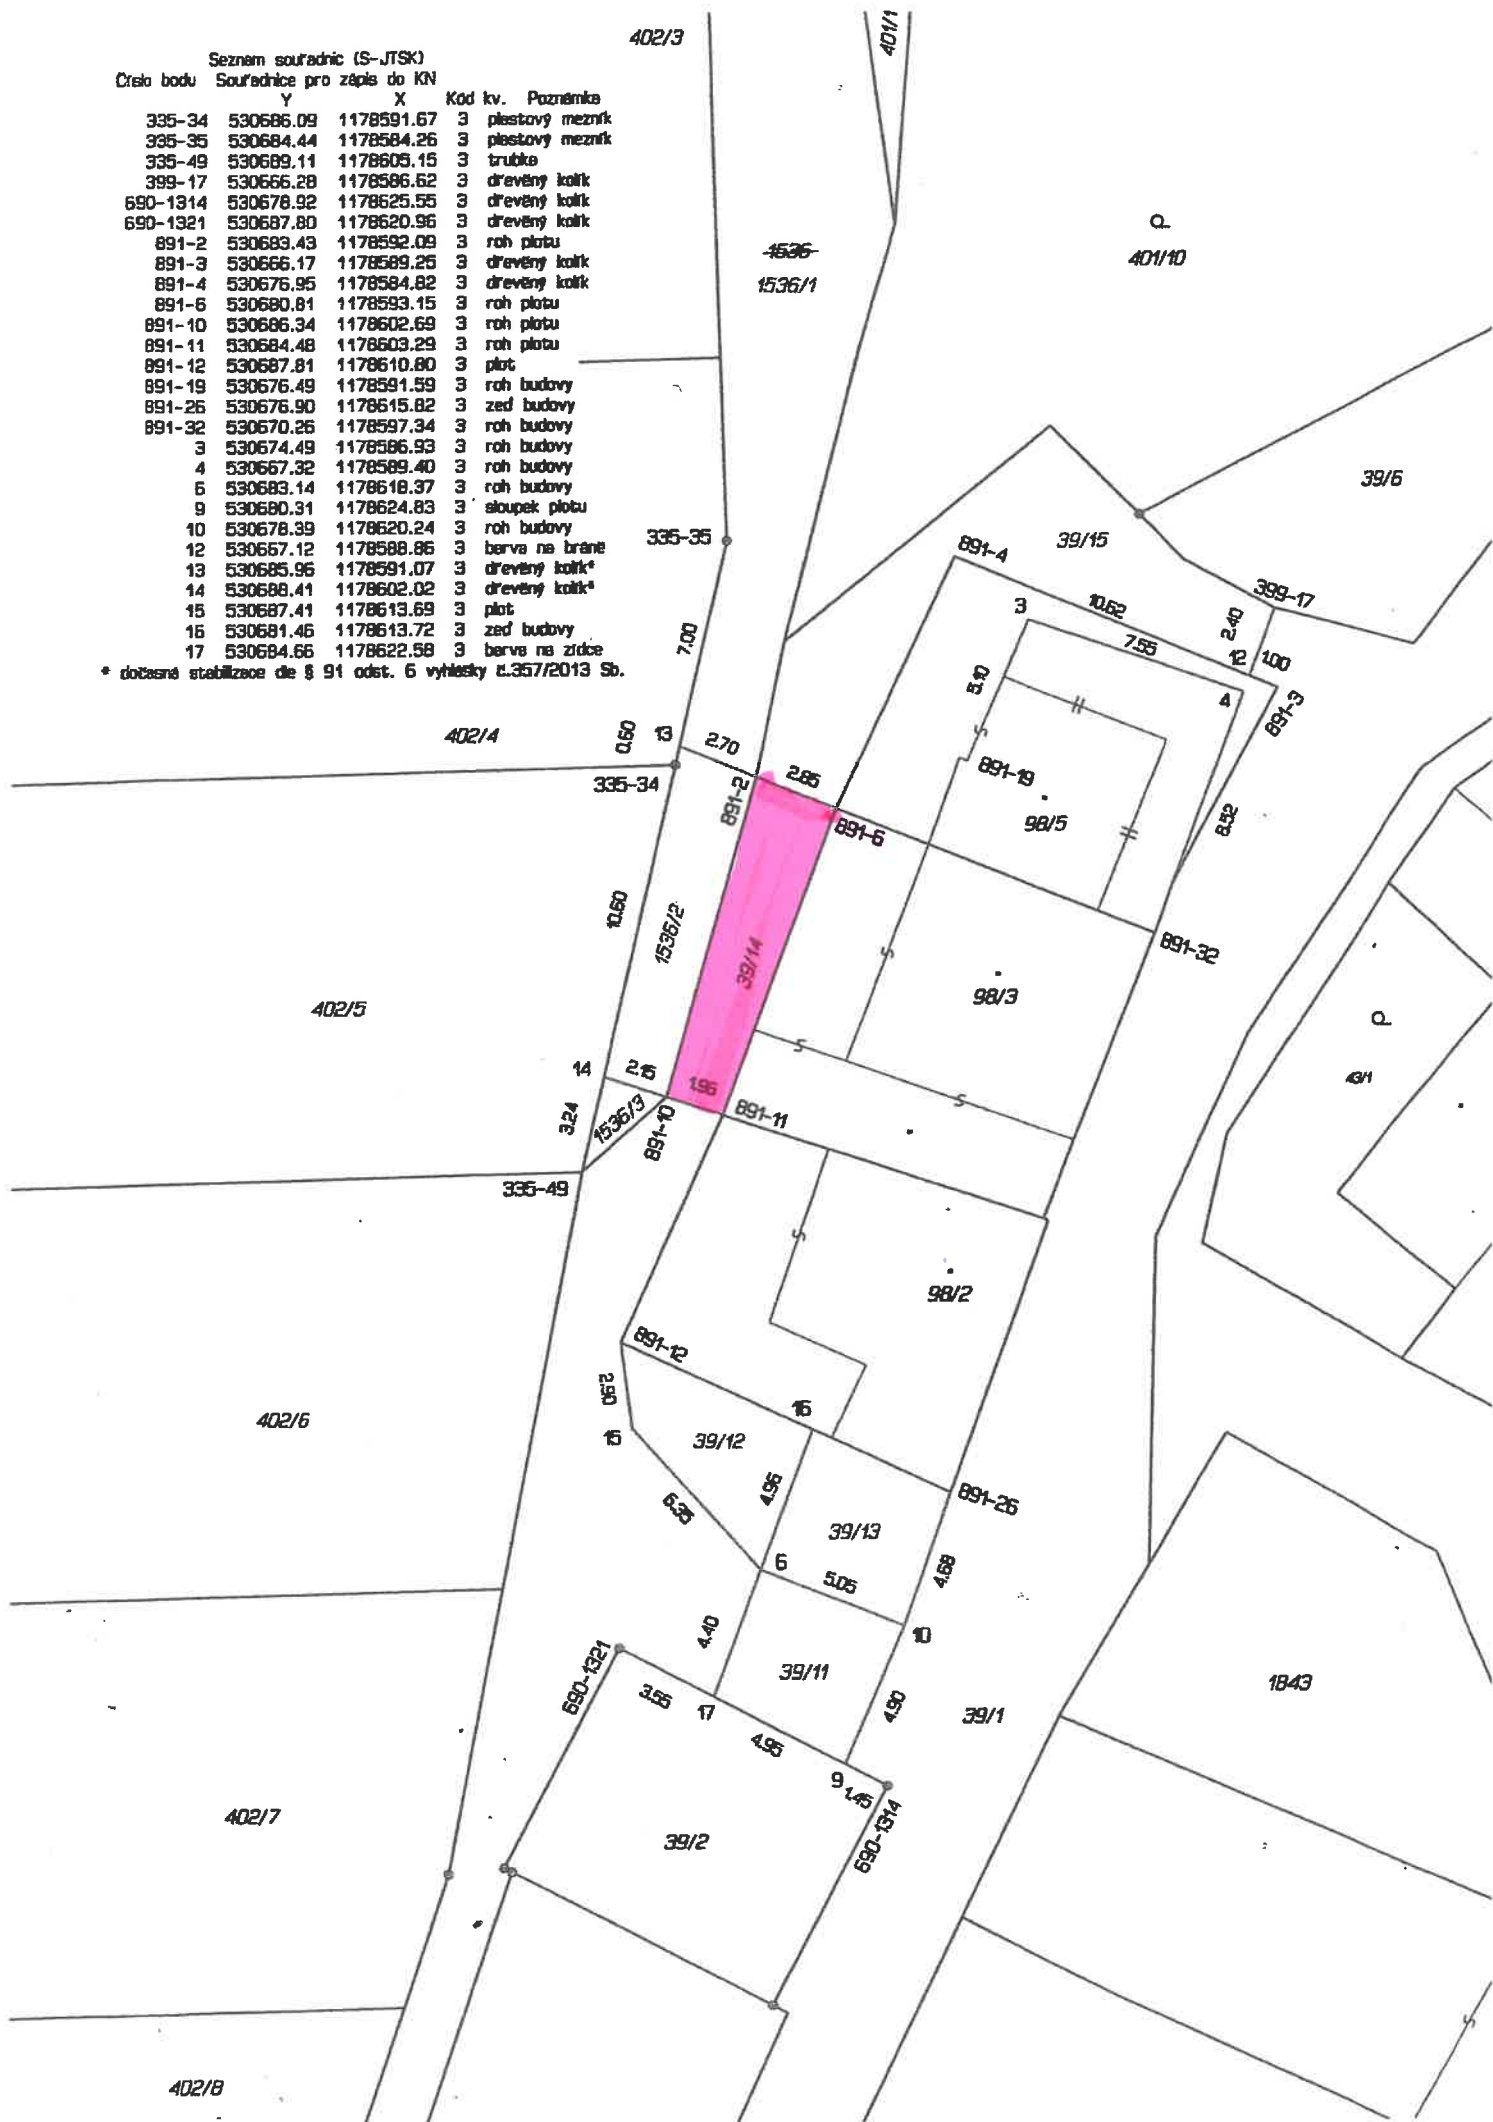 402/3
401/1
Seznam souřadnic (S-JTSK)
Číslo bodu Souřadnice pro zápis do KN
Y X Kód kv. Poznámka
335-34 530686.09 1178591.67 3 plastový mezník
335-35 530684.44 1178584.26 3 plastový mezník
335-49 530689.11 1178605.15 3 trubka
399-17 530666.28 1178586.62 3 dřevěný kolík
690-1314 530678.92 1178625.55 3 dřevěný kolík
690-1321 530687.80 1178620.96 3 dřevěný kolík
891-2 530683.43 1178592.09 3 roh plotu
891-3 530666.17 1178589.25 3 dřevěný kolík
891-4 530676.95 1178584.82 3 dřevěný kolík
891-6 530680.81 1178593.15 3 roh plotu
891-10 530686.34 1178602.69 3 roh plotu
891-11 530684.48 1178603.29 3 roh plotu
891-12 530687.81 1178610.80 3 plot
891-19 530676.49 1178591.59 3 roh budovy
891-26 530676.90 1178615.82 3 zeď budovy
891-32 530670.26 1178597.34 3 roh budovy
3 530674.49 1178586.93 3 roh budovy
4 530667.32 1178589.40 3 roh budovy
6 530683.14 1178618.37 3 roh budovy
9 530680.31 1178624.83 3 sloupek plotu
10 530678.39 1178620.24 3 roh budovy
12 530667.12 1178588.86 3 barva na bráně
13 530685.96 1178591.07 3 dřevěný kolík*
14 530688.41 1178602.02 3 dřevěný kolík*
15 530687.41 1178613.69 3 plot
16 530681.46 1178613.72 3 zeď budovy
17 530684.66 1178622.58 3 barva na zídce
* dočasná stabilizace dle § 91 odst. 6 vyhlášky č.357/2013 Sb.
1536
1536/1
401/10
39/6
335-35
39/15
891-4
399-17
10.62
2.40
3
7.55
12
1.00
7.00
5.10
4
891-3
402/4
0.60
13
2.70
335-34
891-2
2.85
891-6
891-19
98/5
8.52
10.60
1536/2
39/14
891-32
98/3
402/5
43/1
14
2.15
1.96
3.24
1536/3
891-10
891-11
335-49
98/2
891-12
2.90
16
402/6
15
39/12
4.96
891-26
6.35
39/13
6
5.05
4.68
4.40
10
690-1321
39/11
1843
3.56
17
4.90
39/1
4.95
9
1.45
402/7
39/2
690-1314
402/8